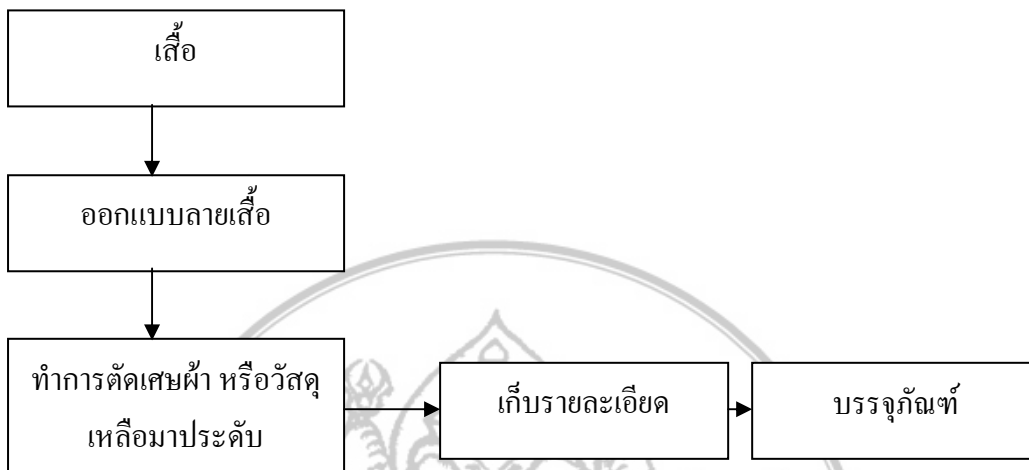 เสื้อ
ออกแบบลายเสื้อ
ทำการตัดเศษผ้า หรือวัสดุ
เหลือมาประดับ
เก็บรายละเอียด
บรรจุภัณฑ์